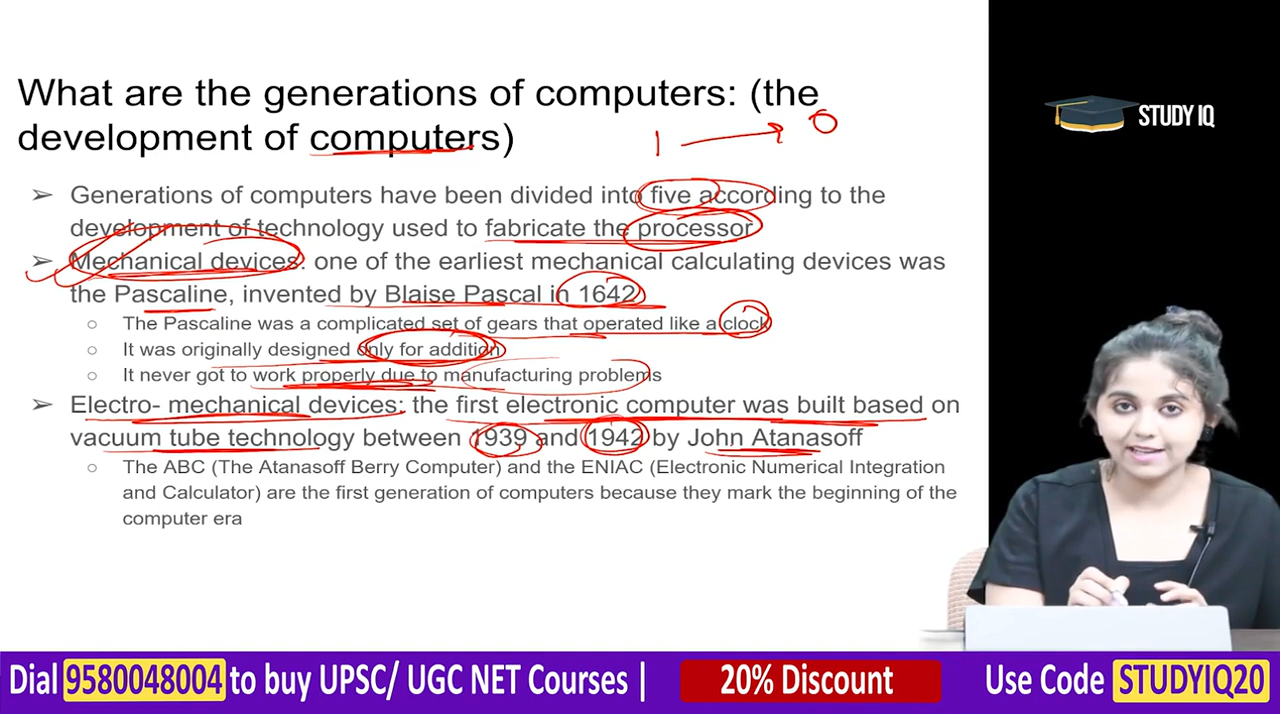 What are the generations of computers: (the
development of computers)
1 → 0
➢ Generations of computers have been divided into five according to the
development of technology used to fabricate the processor
➢ Mechanical devices: one of the earliest mechanical calculating devices was
the Pascaline, invented by Blaise Pascal in 1642
○ The Pascaline was a complicated set of gears that operated like a clock
○ It was originally designed only for addition
○ It never got to work properly due to manufacturing problems
➢ Electro- mechanical devices: the first electronic computer was built based on
vacuum tube technology between 1939 and 1942 by John Atanasoff
○ The ABC (The Atanasoff Berry Computer) and the ENIAC (Electronic Numerical Integration
and Calculator) are the first generation of computers because they mark the beginning of the
computer era
STUDY IQ
Dial 9580048004 to buy UPSC/ UGC NET Courses | 20% Discount Use Code STUDYIQ20